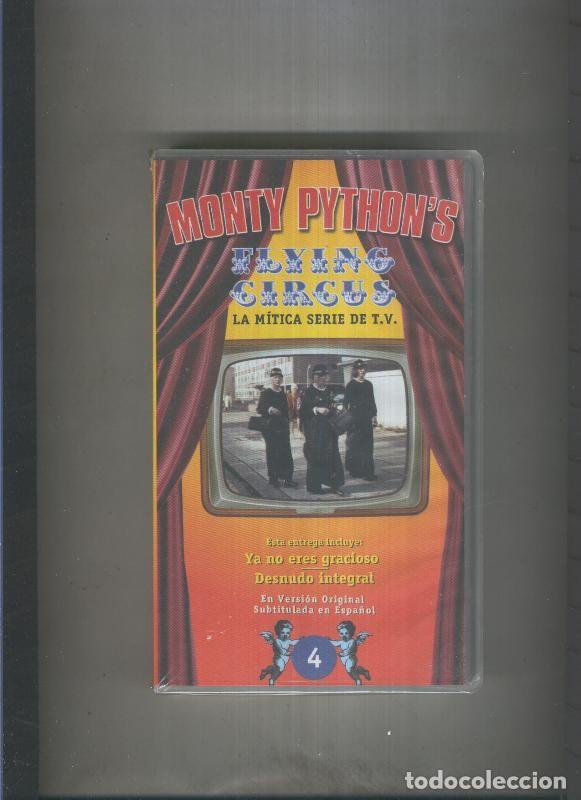 MONTY PYTHON'S
FLYING
CIRCUS
LA MÍTICA SERIE DE T.V.
Esta entrega incluye:
Ya no eres gracioso
Desnudo integral
En Versión Original
Subtitulada en Español
4
todocoleccion